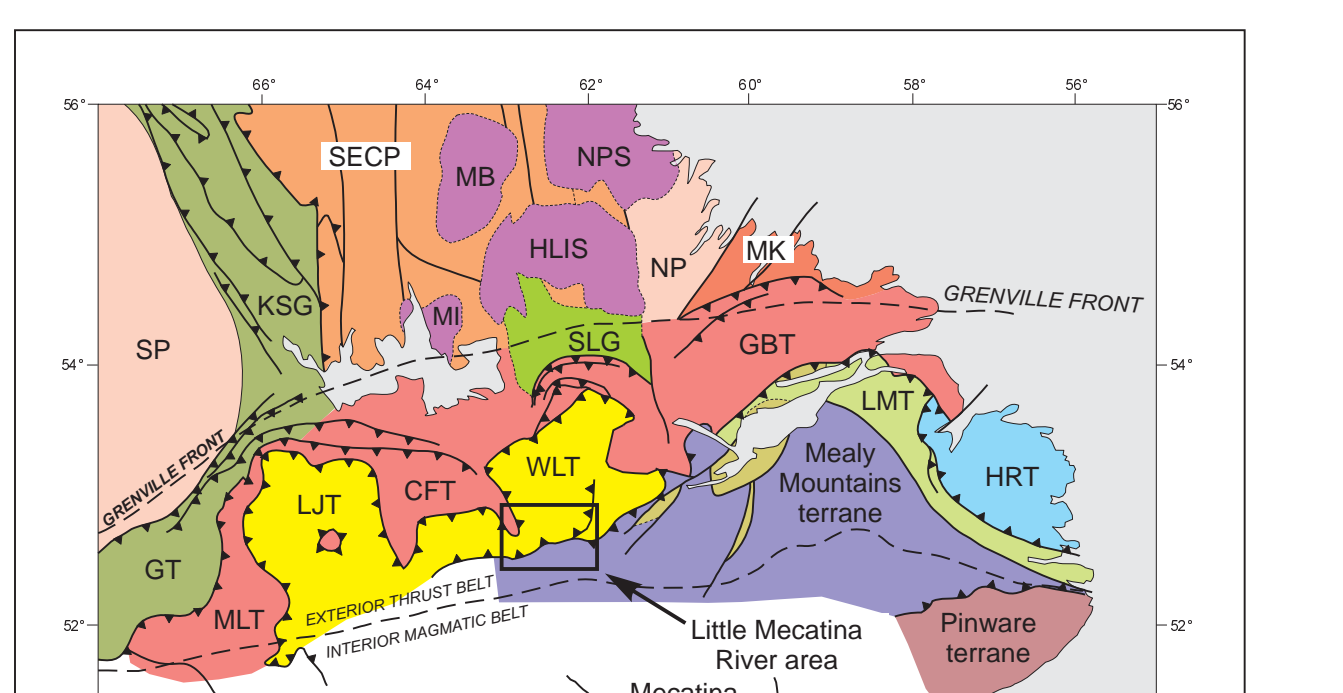 66°
64°
62°
60°
58°
56°
56°
56°
SECP
MB
NPS
HLIS
NP
MK
KSG
MI
GRENVILLE FRONT
SP
SLG
GBT
54°
54°
LMT
GRENVILLE FRONT
WLT
Mealy
Mountains
terrane
HRT
LJT
CFT
GT
EXTERIOR THRUST BELT
INTERIOR MAGMATIC BELT
MLT
52°
52°
Little Mecatina
River area
Pinware
terrane
Mecatina